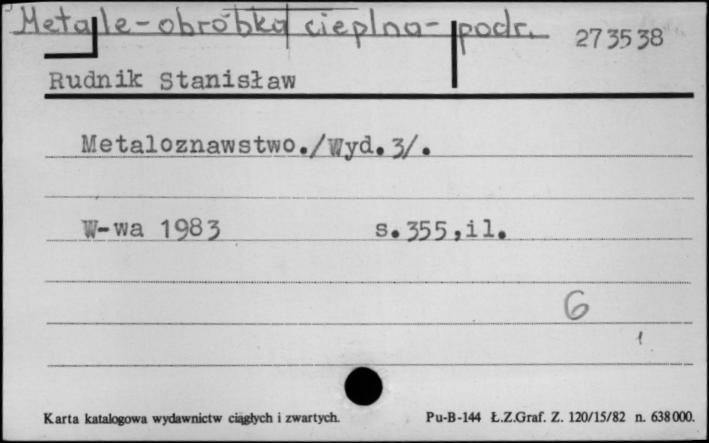 Metale - obróbka cieplna - podr.
273538
Rudnik Stanisław
Metaloznawstwo./Wyd.3/.
W-wa 1983 s.355,il.
6
1
Karta katalogowa wydawnictw ciągłych i zwartych. Pu-B-144 Ł.Z.Graf. Z. 120/15/82 n. 638000.